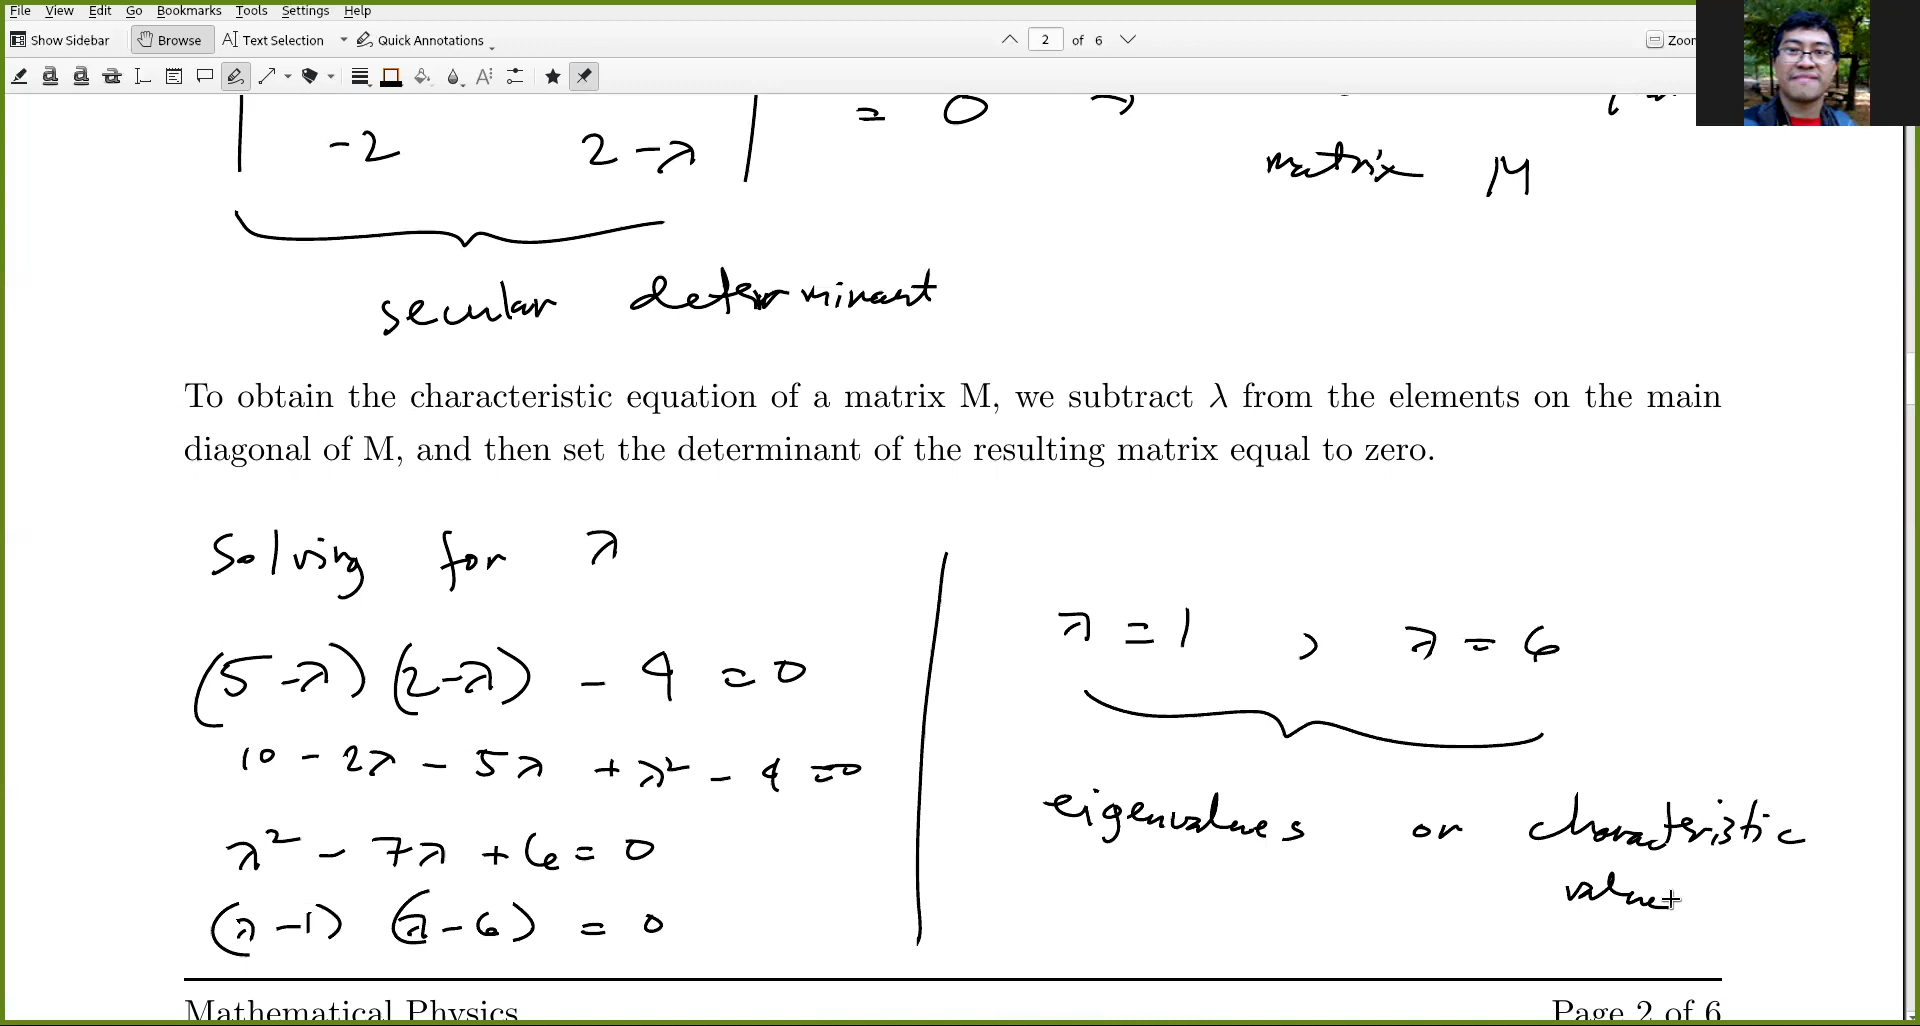 File View Edit Go Bookmarks Tools Settings Help
Show Sidebar Browse Text Selection Quick Annotations 2 of 6 Zoo
= 0 →
-2 2-λ
matrix M
secular determinant
To obtain the characteristic equation of a matrix M, we subtract λ from the elements on the main
diagonal of M, and then set the determinant of the resulting matrix equal to zero.
Solving for λ
(5-λ)(2-λ) - 4 = 0
10 - 2λ - 5λ + λ² - 4 = 0
λ² - 7λ + 6 = 0
(λ-1) (λ-6) = 0
λ = 1 , λ = 6
eigenvalues or characteristic
value
Mathematical Physics Page 2 of 6